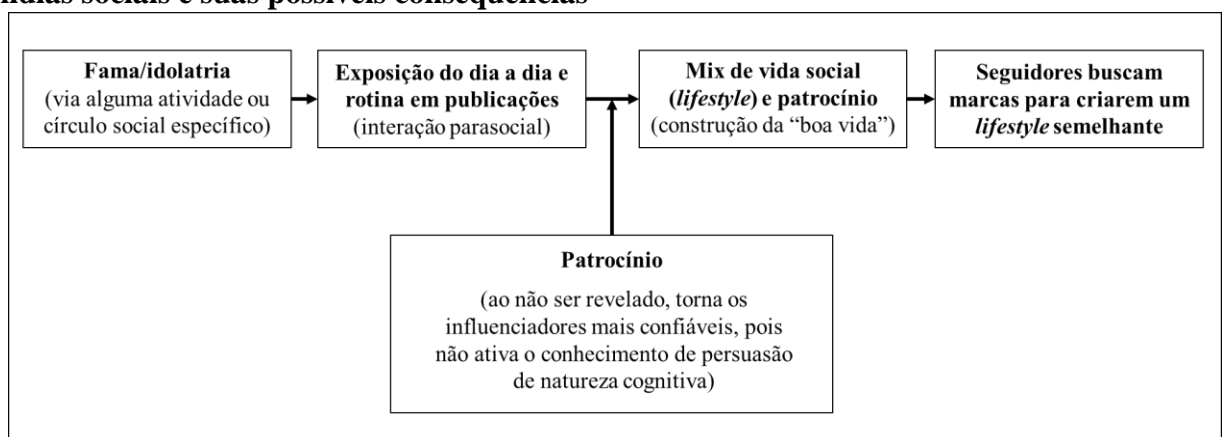 mídias sociais e suas possíveis consequências
Fama/idolatria
(via alguma atividade ou
círculo social específico)
Exposição do dia a dia e
rotina em publicações
(interação parasocial)
Mix de vida social
(lifestyle) e patrocínio
(construção da “boa vida”)
Seguidores buscam
marcas para criarem um
lifestyle semelhante
Patrocínio
(ao não ser revelado, torna os
influenciadores mais confiáveis, pois
não ativa o conhecimento de persuasão
de natureza cognitiva)